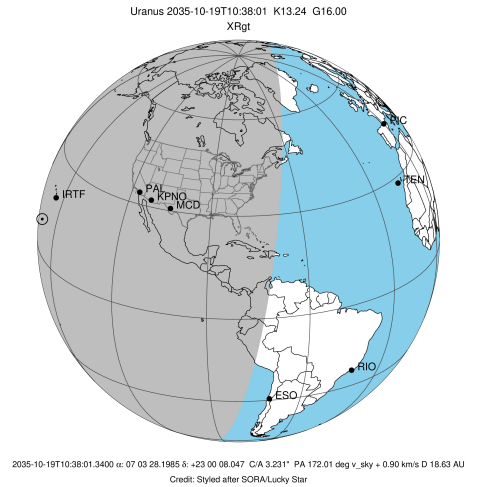 Uranus 2035-10-19T10:38:01 K13.24 G16.00
XRgt
PIC
TEN
IRTF
PAL
KPNO
MCD
RIO
ESO
2035-10-19T10:38:01.3400 α: 07 03 28.1985 δ: +23 00 08.047 C/A 3.231" PA 172.01 deg v_sky + 0.90 km/s D 18.63 AU
Credit: Styled after SORA/Lucky Star